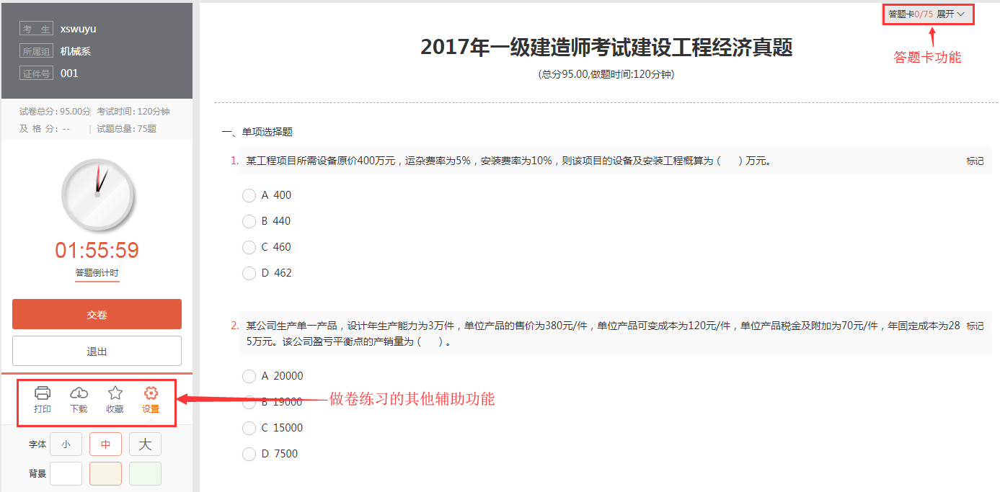 考 生 xswuyu
所属组 机械系
证件号 001
试卷总分:95.00分 | 考试时间:120分钟
及 格 分: -- | 试题总量:75题
01:55:59
答题倒计时
交卷
退出
打印 下载 收藏 设置
字体 小 中 大
背景
答题卡0/75 展开
答题卡功能
2017年一级建造师考试建设工程经济真题
(总分95.00,做题时间:120分钟)
一、单项选择题
1. 某工程项目所需设备原价400万元，运杂费率为5%，安装费率为10%，则该项目的设备及安装工程概算为（ ）万元。 标记
A 400
B 440
C 460
D 462
2. 某公司生产单一产品，设计年生产能力为3万件，单位产品的售价为380元/件，单位产品可变成本为120元/件，单位产品税金及附加为70元/件，年固定成本为28 标记
5万元。该公司盈亏平衡点的产销量为（ ）。
A 20000
B 19000
做卷练习的其他辅助功能
C 15000
D 7500